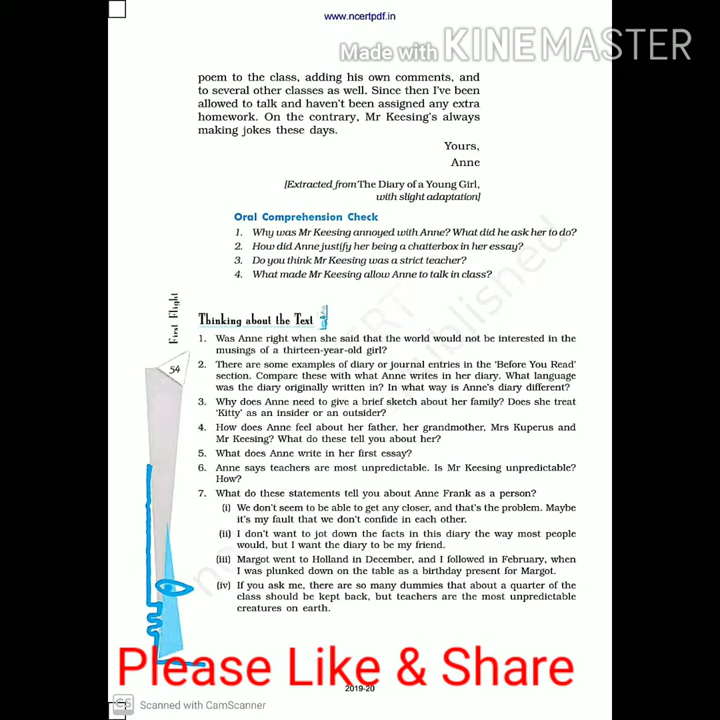 www.ncertpdf.in
Made with KINEMASTER
poem to the class, adding his own comments, and
to several other classes as well. Since then I've been
allowed to talk and haven't been assigned any extra
homework. On the contrary, Mr Keesing's always
making jokes these days.
Yours,
Anne
[Extracted from The Diary of a Young Girl,
with slight adaptation]
Oral Comprehension Check
1. Why was Mr Keesing annoyed with Anne? What did he ask her to do?
2. How did Anne justify her being a chatterbox in her essay?
3. Do you think Mr Keesing was a strict teacher?
4. What made Mr Keesing allow Anne to talk in class?
First Flight
54
Thinking about the Text
1. Was Anne right when she said that the world would not be interested in the
musings of a thirteen-year-old girl?
2. There are some examples of diary or journal entries in the 'Before You Read'
section. Compare these with what Anne writes in her diary. What language
was the diary originally written in? In what way is Anne's diary different?
3. Why does Anne need to give a brief sketch about her family? Does she treat
'Kitty' as an insider or an outsider?
4. How does Anne feel about her father, her grandmother, Mrs Kuperus and
Mr Keesing? What do these tell you about her?
5. What does Anne write in her first essay?
6. Anne says teachers are most unpredictable. Is Mr Keesing unpredictable?
How?
7. What do these statements tell you about Anne Frank as a person?
(i) We don't seem to be able to get any closer, and that's the problem. Maybe
it's my fault that we don't confide in each other.
(ii) I don't want to jot down the facts in this diary the way most people
would, but I want the diary to be my friend.
(iii) Margot went to Holland in December, and I followed in February, when
I was plunked down on the table as a birthday present for Margot.
(iv) If you ask me, there are so many dummies that about a quarter of the
class should be kept back, but teachers are the most unpredictable
creatures on earth.
Please Like & Share
2019-20
CS Scanned with CamScanner